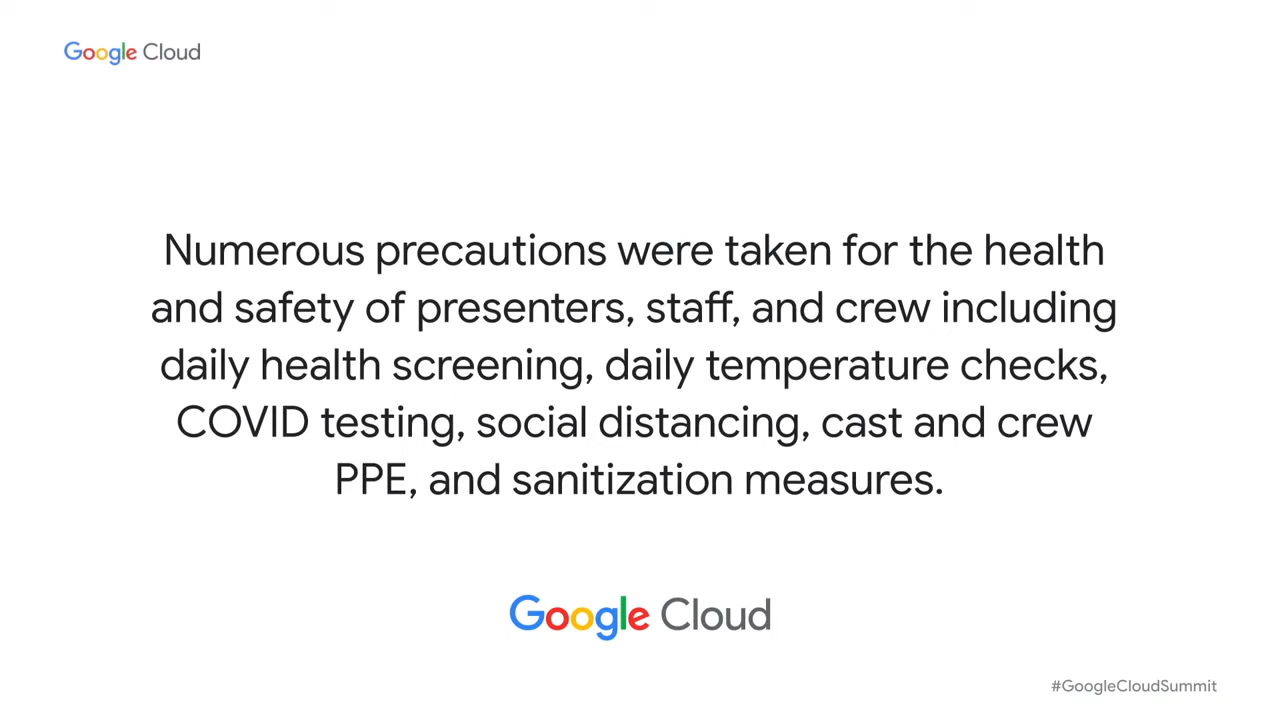 Google Cloud
Numerous precautions were taken for the health
and safety of presenters, staff, and crew including
daily health screening, daily temperature checks,
COVID testing, social distancing, cast and crew
PPE, and sanitization measures.
Google Cloud
#GoogleCloudSummit